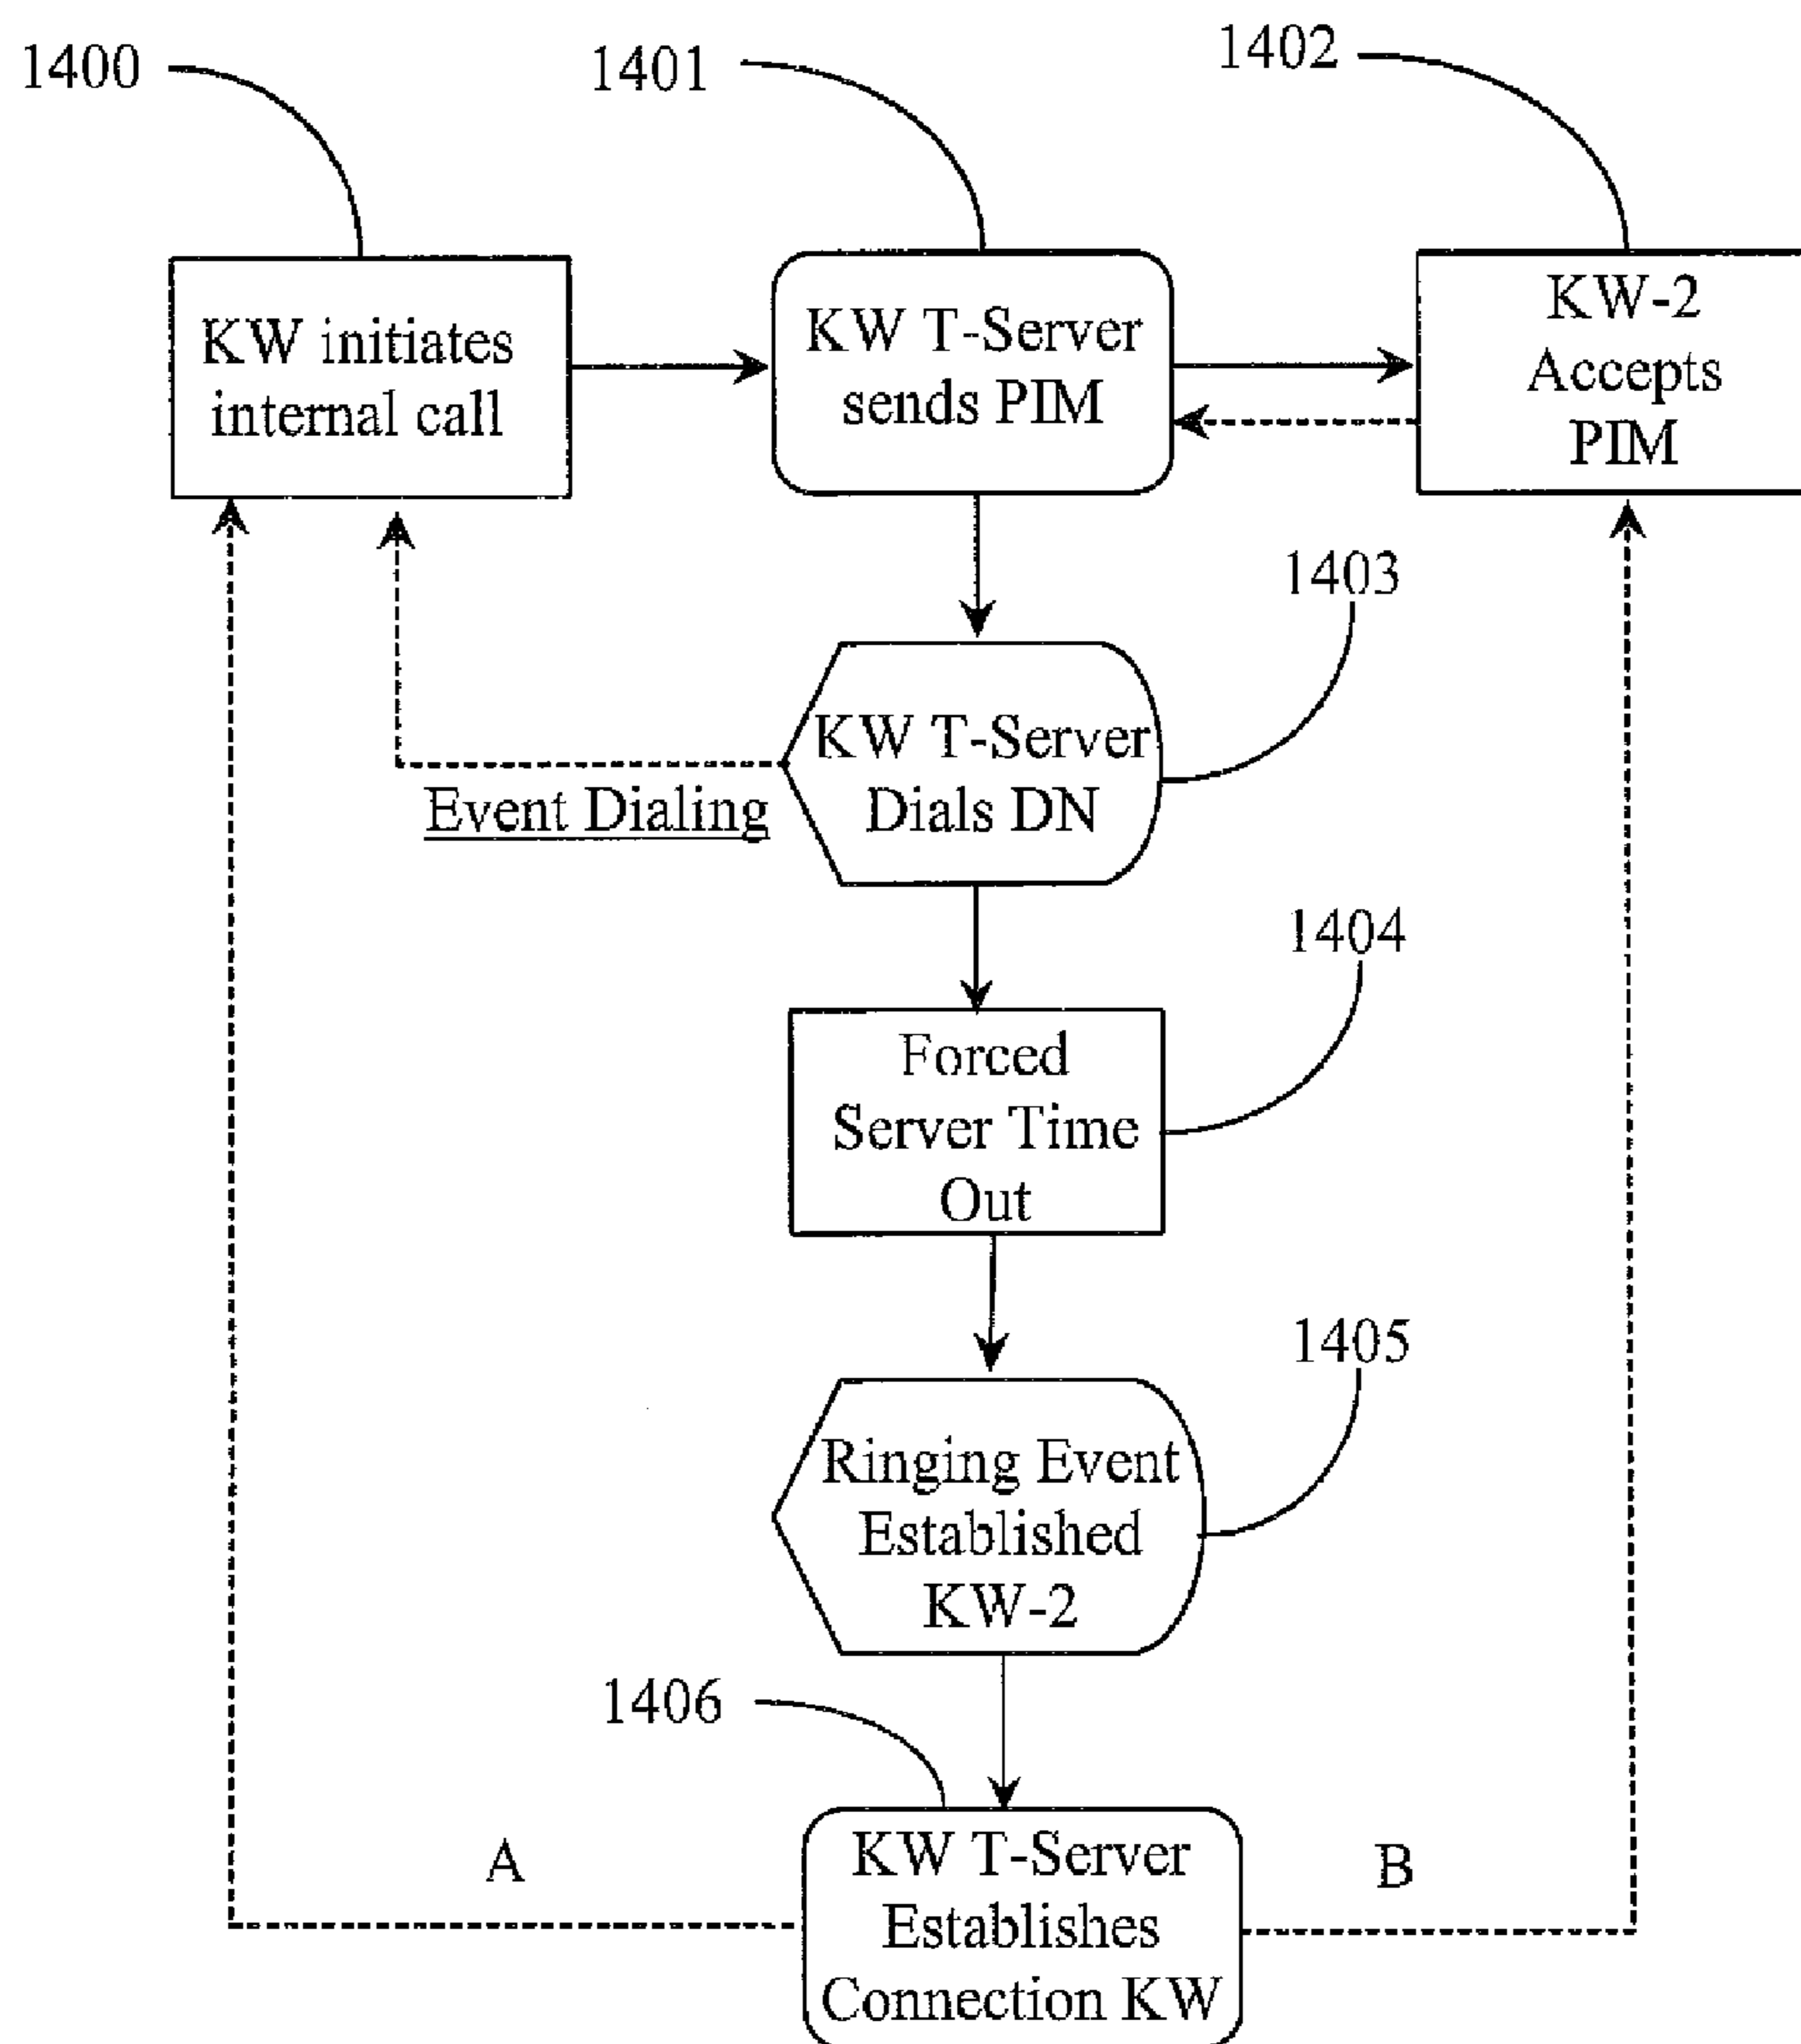 1400
1401
1402
KW initiates
internal call
KW T-Server
sends PIM
KW-2
Accepts
PIM
1403
KW T-Server
Dials DN
Event Dialing
1404
Forced
Server Time
Out
1405
Ringing Event
Established
KW-2
1406
KW T-Server
Establishes
Connection KW
A
B